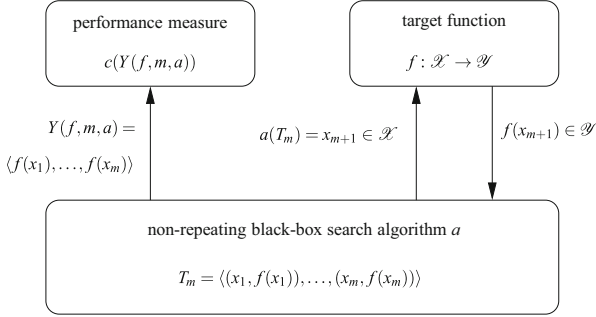 performance measure
c(Y(f,m,a))
target function
f : 𝒳 → 𝒴
Y(f,m,a) =
⟨f(x₁),…,f(xₘ)⟩
a(Tₘ) = xₘ₊₁ ∈ 𝒳
f(xₘ₊₁) ∈ 𝒴
non-repeating black-box search algorithm a
Tₘ = ⟨(x₁, f(x₁)),…,(xₘ, f(xₘ))⟩